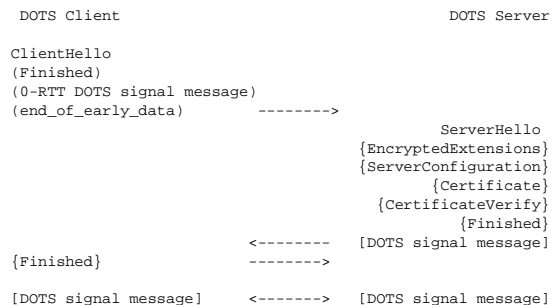 DOTS Client DOTS Server
ClientHello
(Finished)
(0-RTT DOTS signal message)
(end_of_early_data) -------->
ServerHello
{EncryptedExtensions}
{ServerConfiguration}
{Certificate}
{CertificateVerify}
{Finished}
<-------- [DOTS signal message]
{Finished} -------->
[DOTS signal message] <-------> [DOTS signal message]